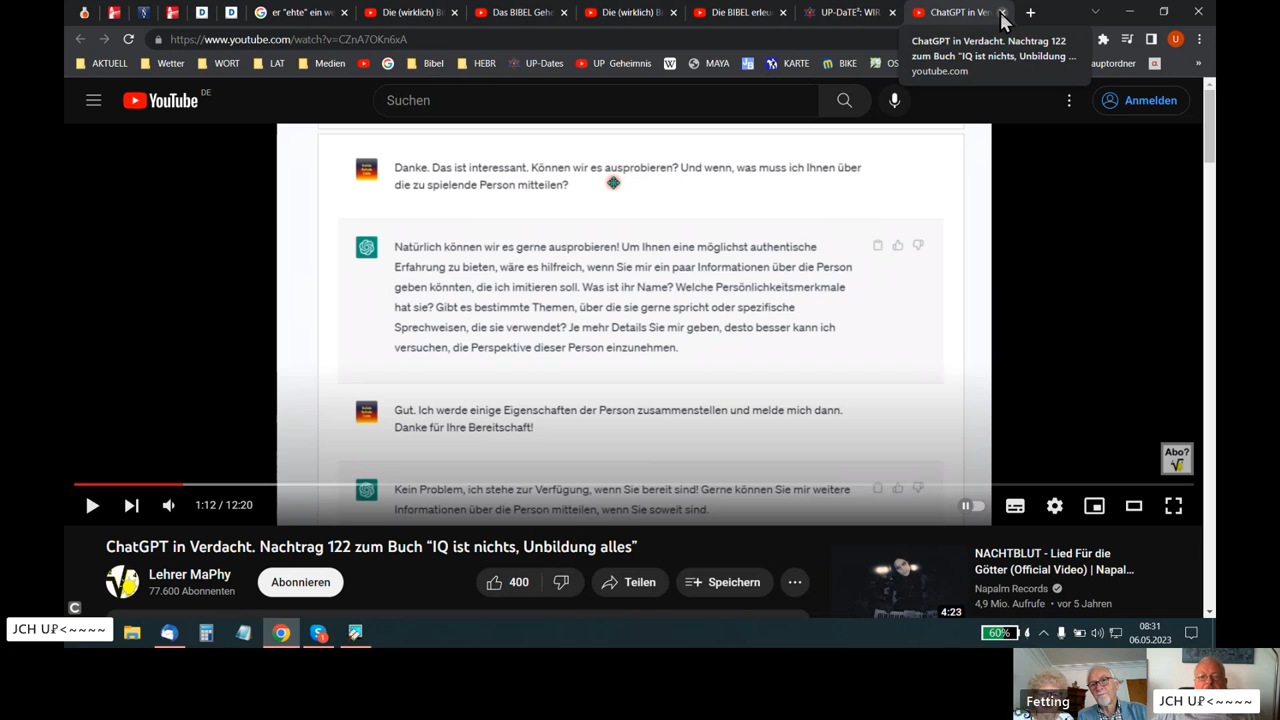 er "ehte" ein we
Die (wirklich) Bi
Das BIBEL Geh
Die (wirklich) Bi
Die BIBEL erleu
UP-DaTE²: WIR
ChatGPT in Ver
https://www.youtube.com/watch?v=CZnA7OKn6xA
ChatGPT in Verdacht. Nachtrag 122
zum Buch "IQ ist nichts, Unbildung ...
youtube.com
U
AKTUELL
Wetter
WORT
LAT
Medien
Bibel
HEBR
UP-Dates
UP Geheimnis
W
MAYA
KARTE
BIKE
OS
auptordner
»
YouTube DE
Suchen
Anmelden
Danke. Das ist interessant. Können wir es ausprobieren? Und wenn, was muss ich Ihnen über
die zu spielende Person mitteilen?
Natürlich können wir es gerne ausprobieren! Um Ihnen eine möglichst authentische
Erfahrung zu bieten, wäre es hilfreich, wenn Sie mir ein paar Informationen über die Person
geben könnten, die ich imitieren soll. Was ist ihr Name? Welche Persönlichkeitsmerkmale
hat sie? Gibt es bestimmte Themen, über die sie gerne spricht oder spezifische
Sprechweisen, die sie verwendet? Je mehr Details Sie mir geben, desto besser kann ich
versuchen, die Perspektive dieser Person einzunehmen.
Gut. Ich werde einige Eigenschaften der Person zusammenstellen und melde mich dann.
Danke für Ihre Bereitschaft!
Abo?
Kein Problem, ich stehe zur Verfügung, wenn Sie bereit sind! Gerne können Sie mir weitere
Informationen über die Person mitteilen, wenn Sie soweit sind.
1:12 / 12:20
ChatGPT in Verdacht. Nachtrag 122 zum Buch “IQ ist nichts, Unbildung alles”
Lehrer MaPhy
77.600 Abonnenten
Abonnieren
400
Teilen
Speichern
NACHTBLUT - Lied Für die
Götter (Official Video) | Napal...
Napalm Records
4,9 Mio. Aufrufe • vor 5 Jahren
4:23
JCH U₽<~~~~
60%
08:31
06.05.2023
Fetting
JCH U₽<~~~~